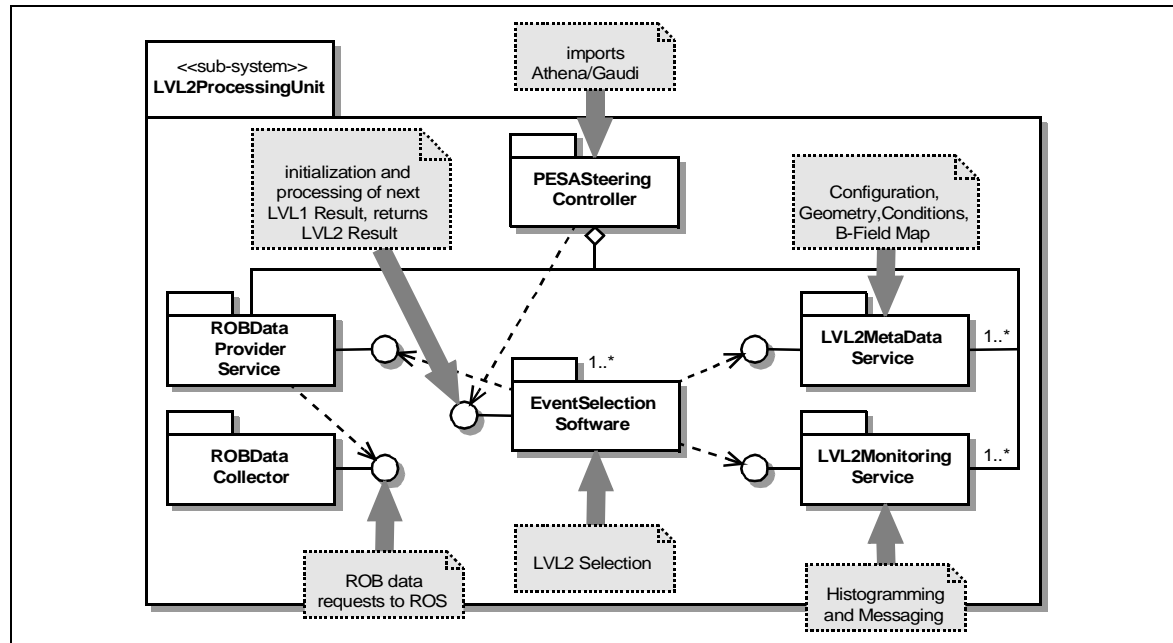 <<sub-system>>
LVL2ProcessingUnit
imports
Athena/Gaudi
initialization and
processing of next
LVL1 Result, returns
LVL2 Result
PESASteering
Controller
Configuration,
Geometry,Conditions,
B-Field Map
ROBData
Provider
Service
1..*
EventSelection
Software
LVL2MetaData
Service
1..*
ROBData
Collector
LVL2Monitoring
Service
1..*
ROB data
requests to ROS
LVL2 Selection
Histogramming
and Messaging